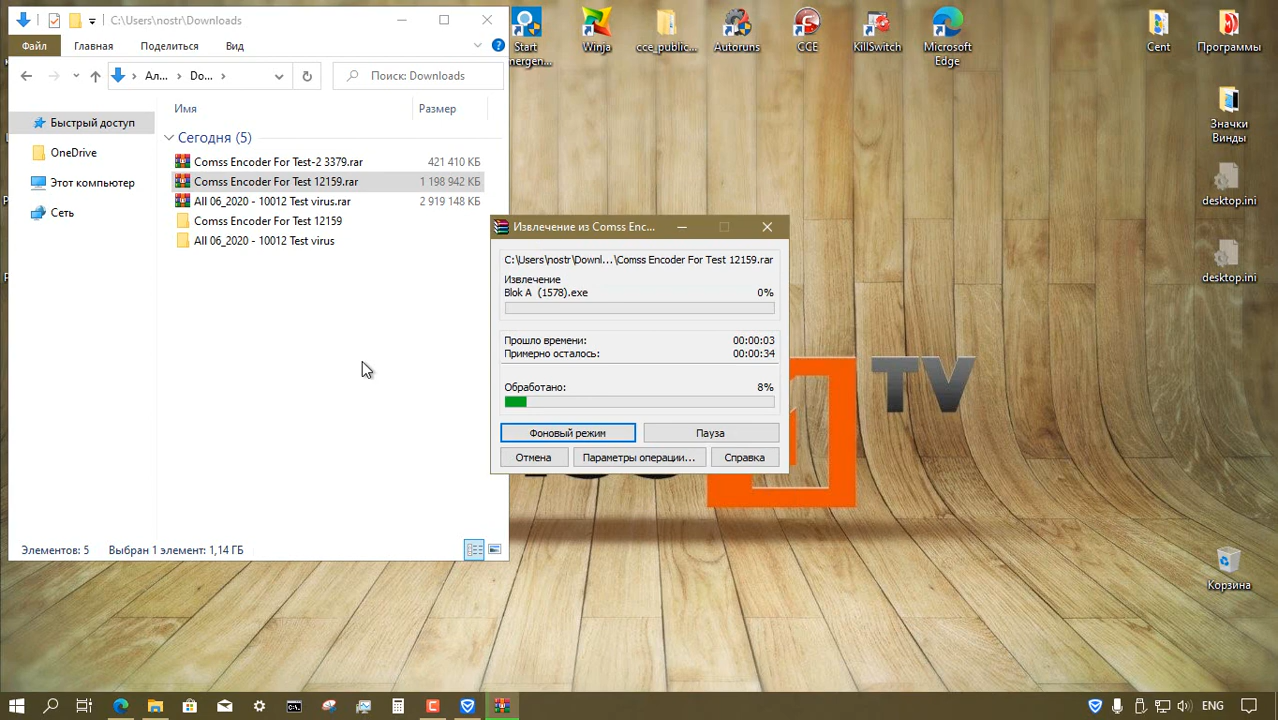 C:\Users\nostr\Downloads
Файл
Главная
Поделиться
Вид
Ал...
Do...
Поиск: Downloads
Быстрый доступ
OneDrive
Этот компьютер
Сеть
Имя
Размер
Сегодня (5)
Comss Encoder For Test-2 3379.rar
421 410 КБ
Comss Encoder For Test 12159.rar
1 198 942 КБ
All 06_2020 - 10012 Test virus.rar
2 919 148 КБ
Comss Encoder For Test 12159
All 06_2020 - 10012 Test virus
Элементов: 5
Выбран 1 элемент: 1,14 ГБ
Извлечение из Comss Enc...
C:\Users\nostr\Downl...\Comss Encoder For Test 12159.rar
Извлечение
Blok A (1578).exe
0%
Прошло времени:
00:00:03
Примерно осталось:
00:00:34
Обработано:
8%
Фоновый режим
Пауза
Отмена
Параметры операции...
Справка
Start
Winja
cce_public...
Autoruns
CCE
KillSwitch
Microsoft
Edge
Cent
Программы
Значки
Винды
desktop.ini
desktop.ini
TV
Корзина
ENG